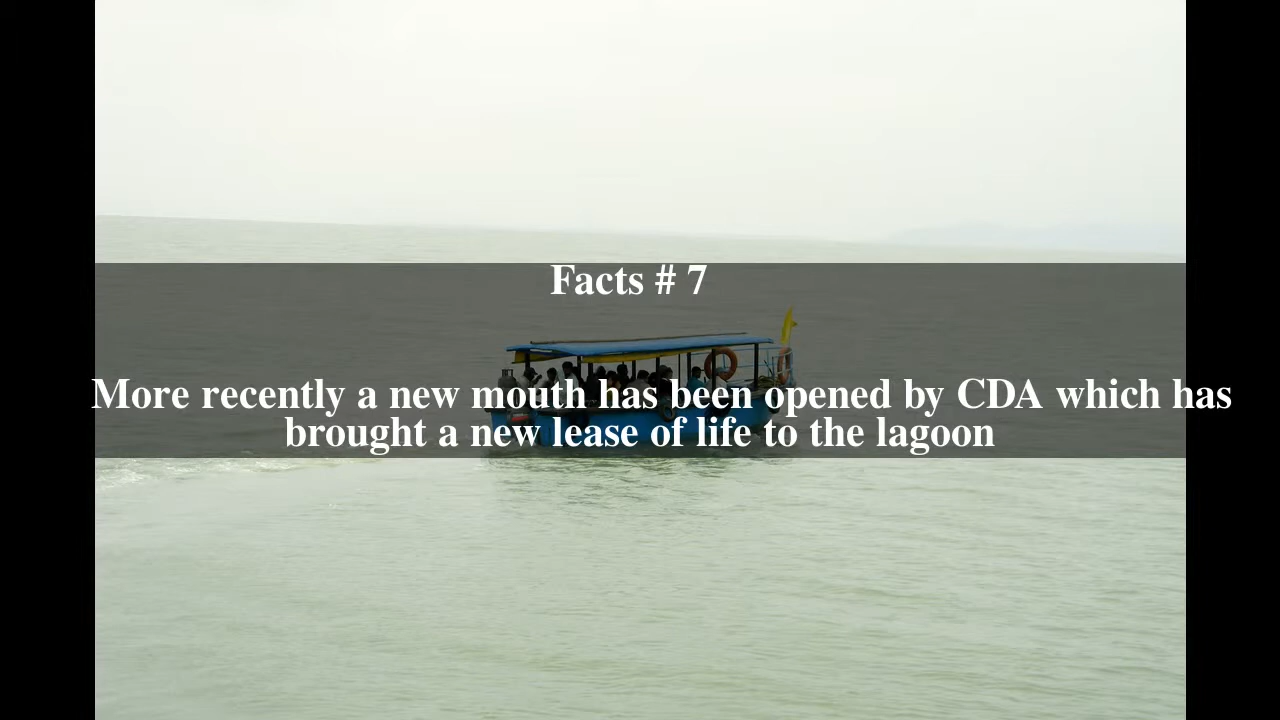 Facts # 7
More recently a new mouth has been opened by CDA which has
brought a new lease of life to the lagoon